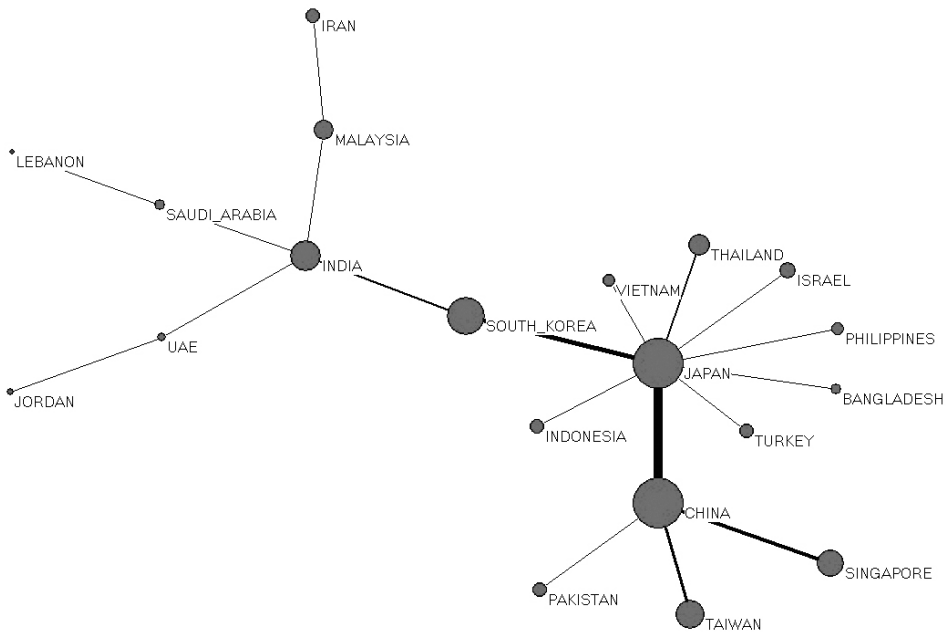 IRAN
MALAYSIA
LEBANON
SAUDI_ARABIA
INDIA
THAILAND
ISRAEL
VIETNAM
SOUTH_KOREA
PHILIPPINES
UAE
JAPAN
BANGLADESH
JORDAN
INDONESIA
TURKEY
CHINA
SINGAPORE
PAKISTAN
TAIWAN